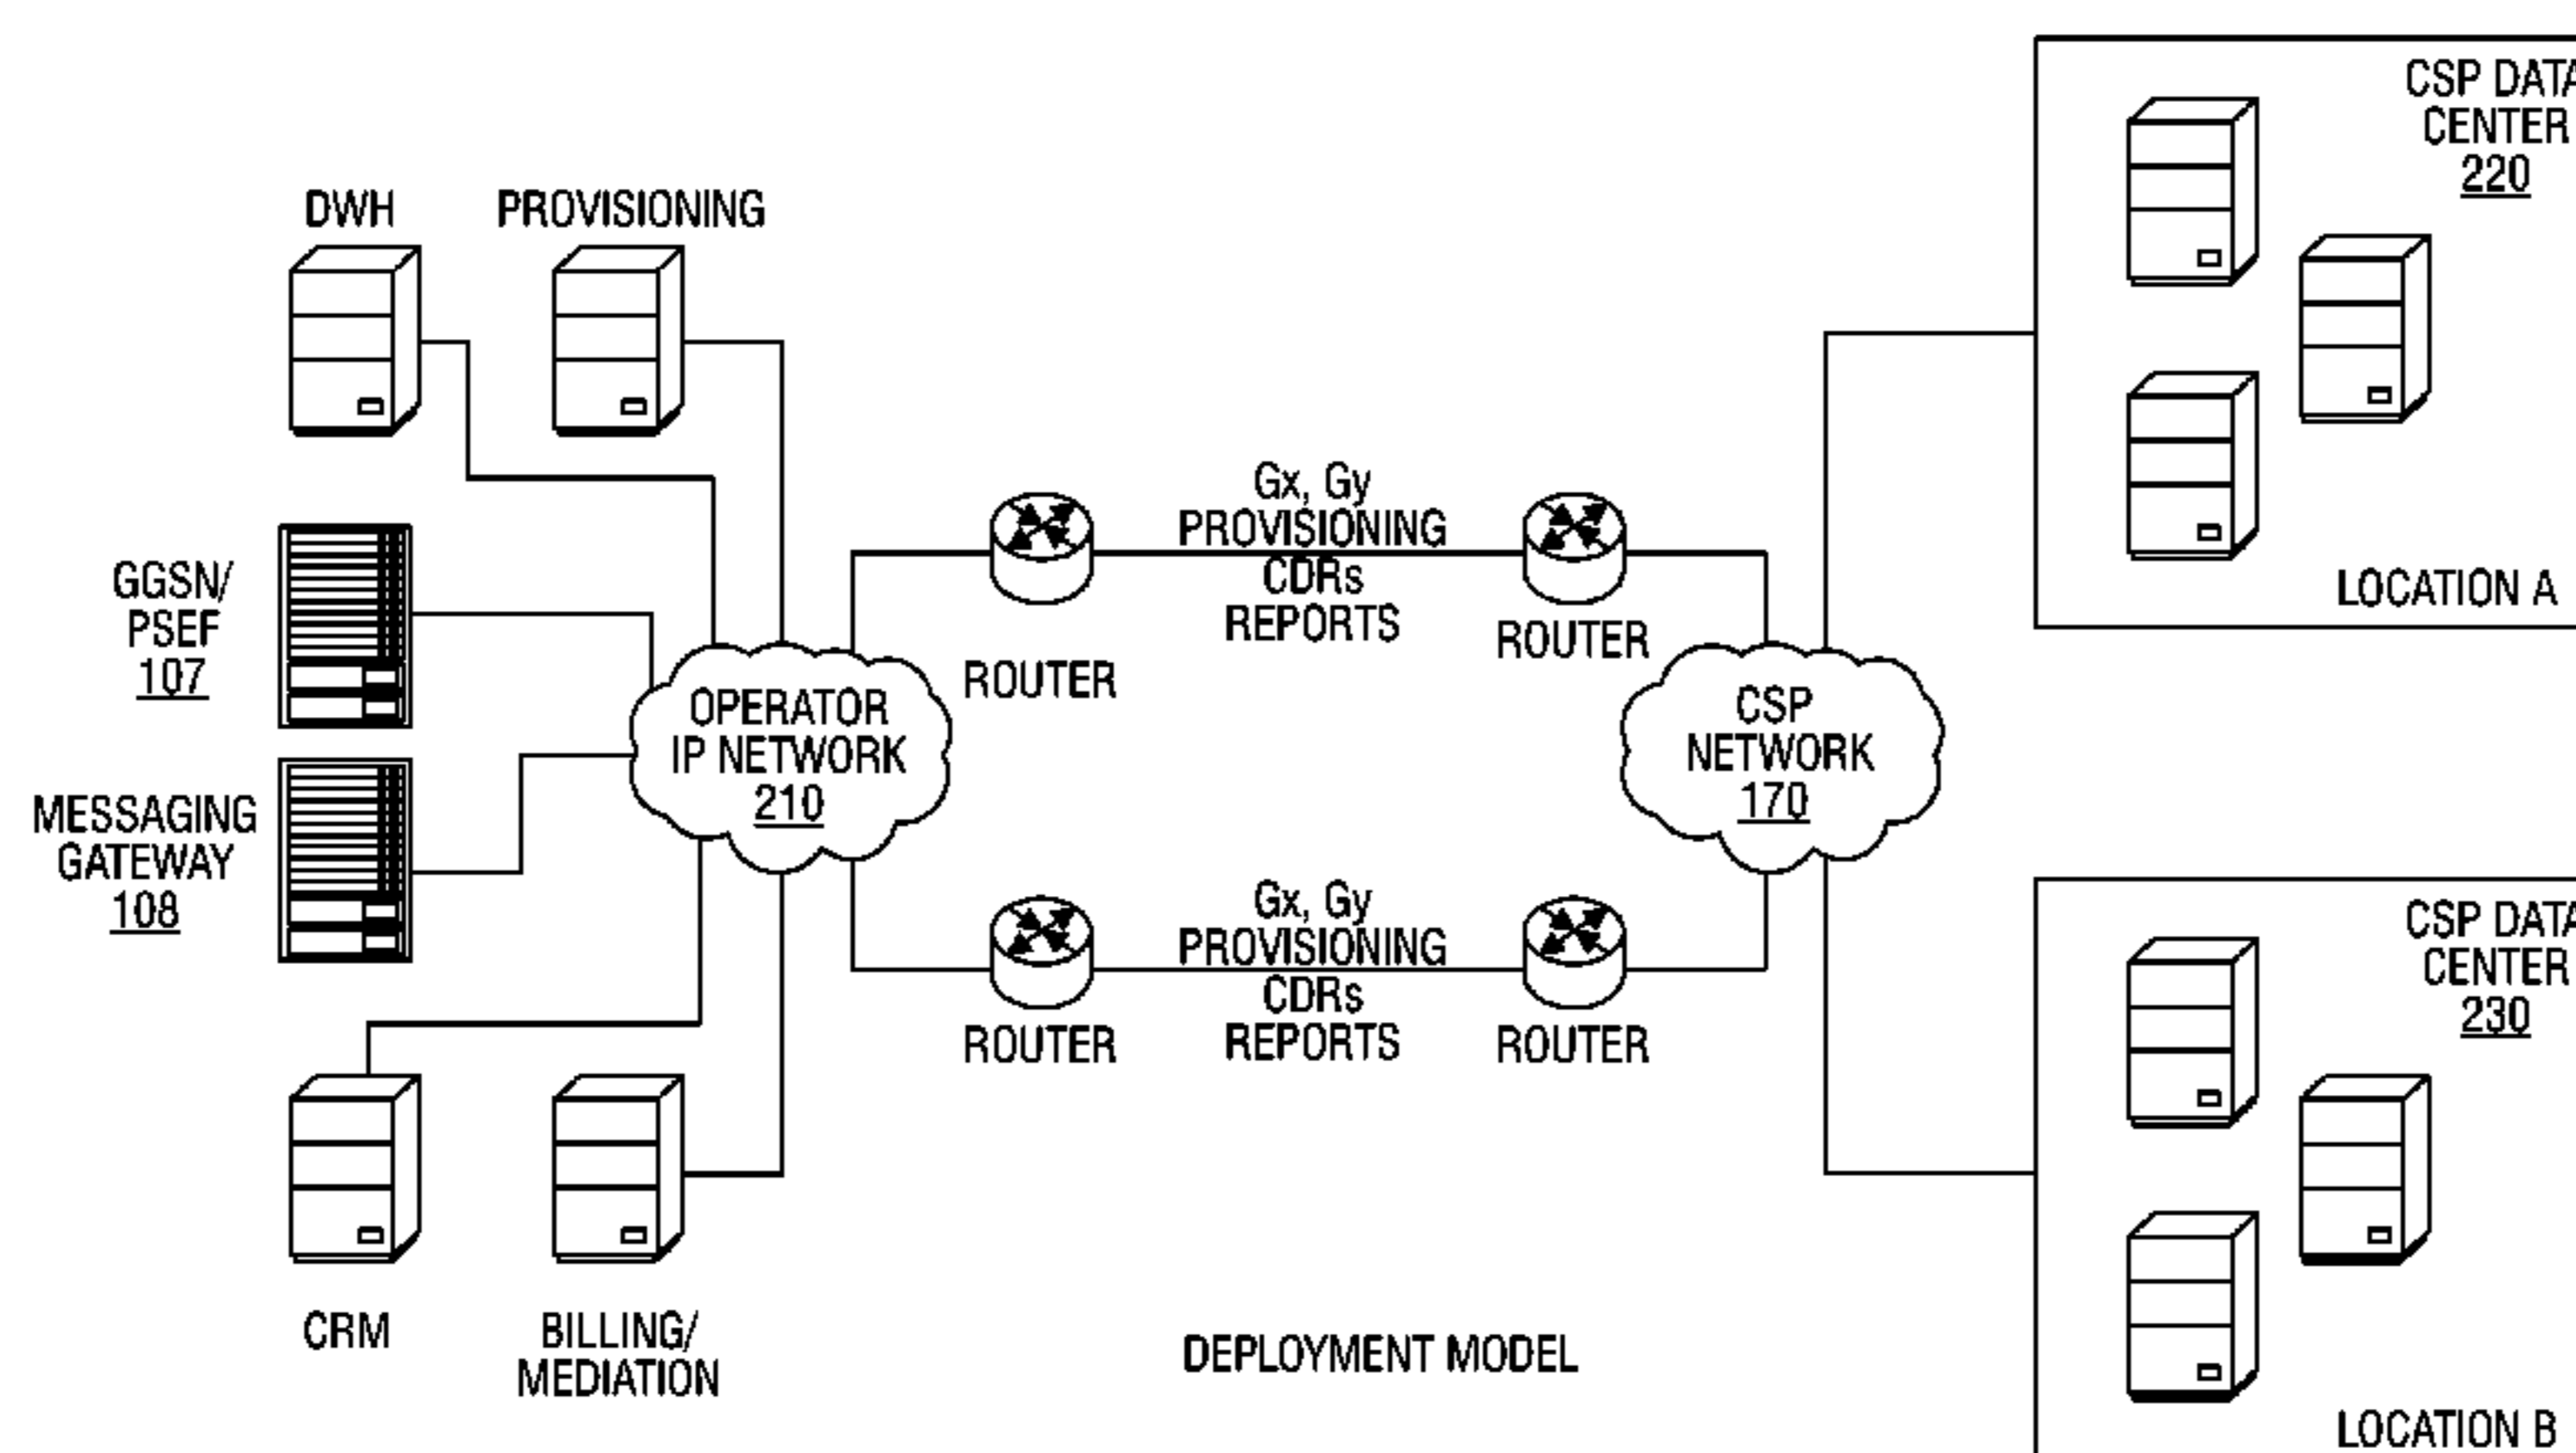 DWH
PROVISIONING
GGSN/
PSEF
107
MESSAGING
GATEWAY
108
CRM
BILLING/
MEDIATION
OPERATOR
IP NETWORK
210
ROUTER
Gx, Gy
PROVISIONING
CDRs
REPORTS
ROUTER
ROUTER
Gx, Gy
PROVISIONING
CDRs
REPORTS
ROUTER
CSP
NETWORK
170
CSP DATA
CENTER
220
LOCATION A
CSP DATA
CENTER
230
LOCATION B
DEPLOYMENT MODEL